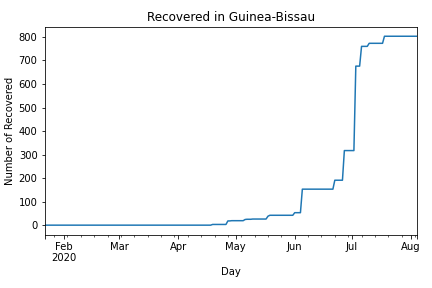 Recovered in Guinea-Bissau
800
700
600
500
400
300
200
100
0
Number of Recovered
Feb Mar Apr May Jun Jul Aug
2020
Day